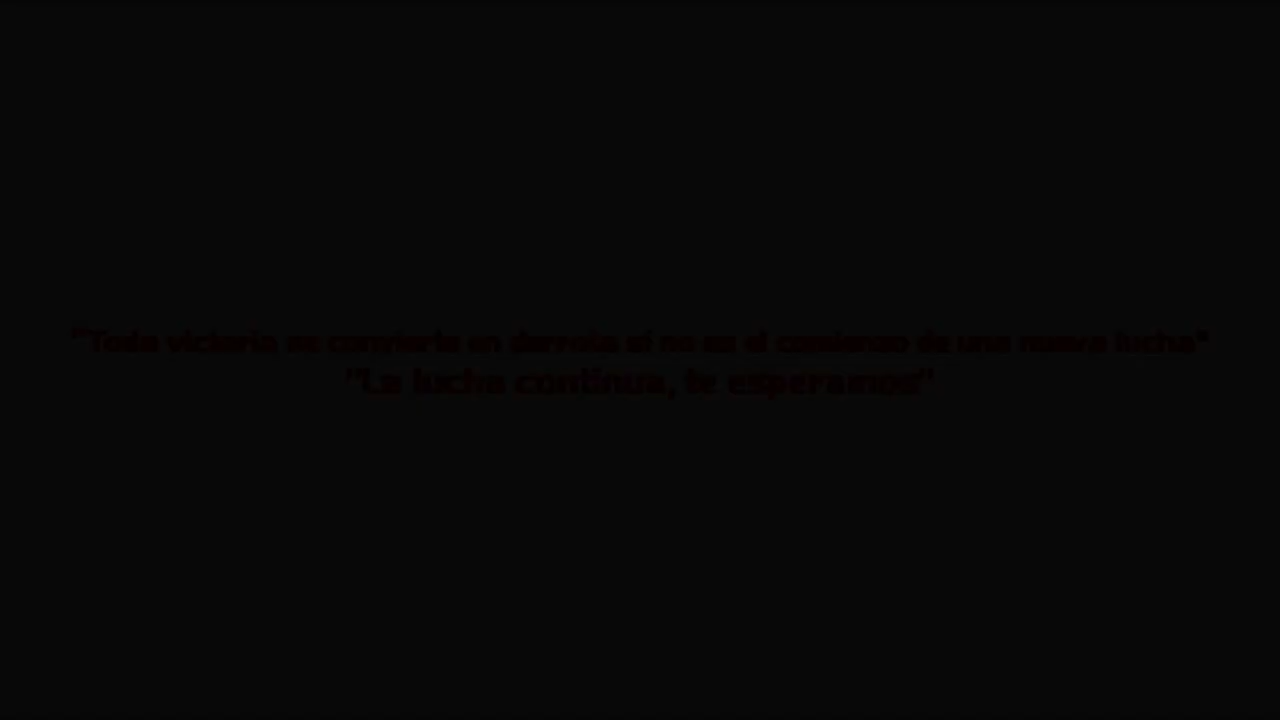 "Toda victoria se convierte en derrota si no es el comienzo de una nueva lucha"
"La lucha continua, te esperamos"